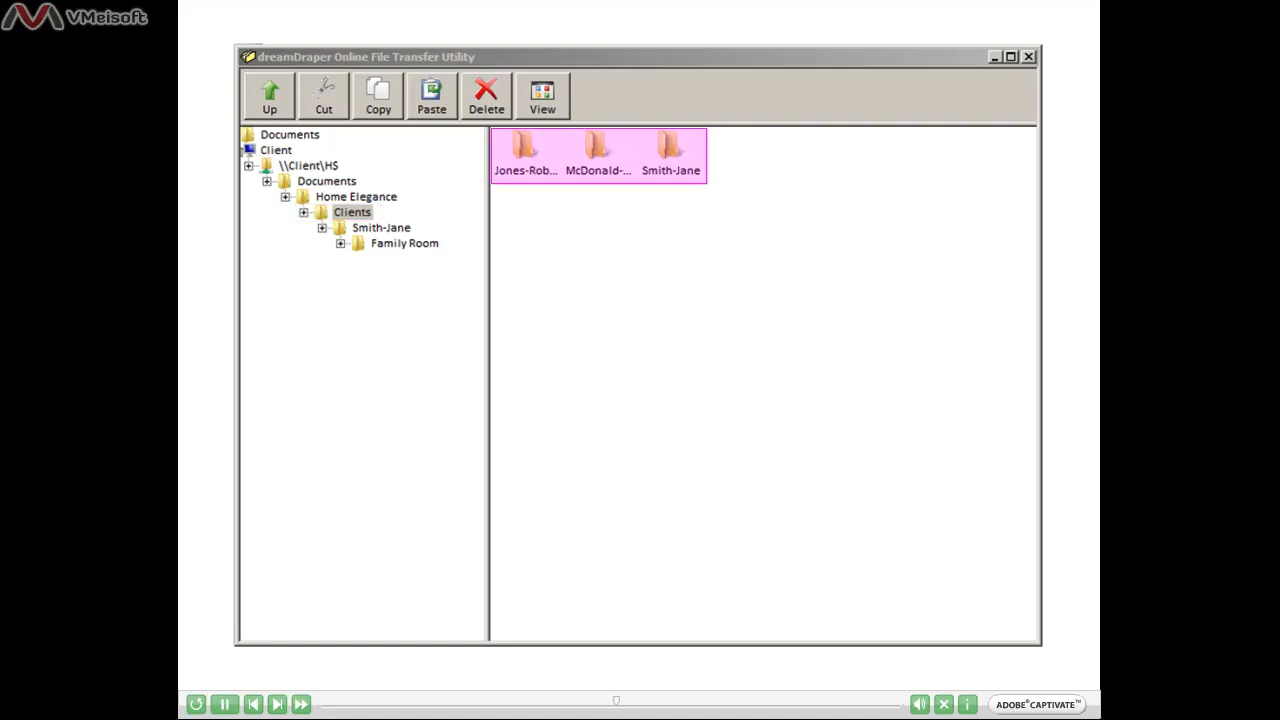 VMeisoft
dreamDraper Online File Transfer Utility
Up Cut Copy Paste Delete View
Documents
Client
\\Client\H$
Documents
Home Elegance
Clients
Smith-Jane
Family Room
Jones-Rob... McDonald-... Smith-Jane
ADOBE® CAPTIVATE™